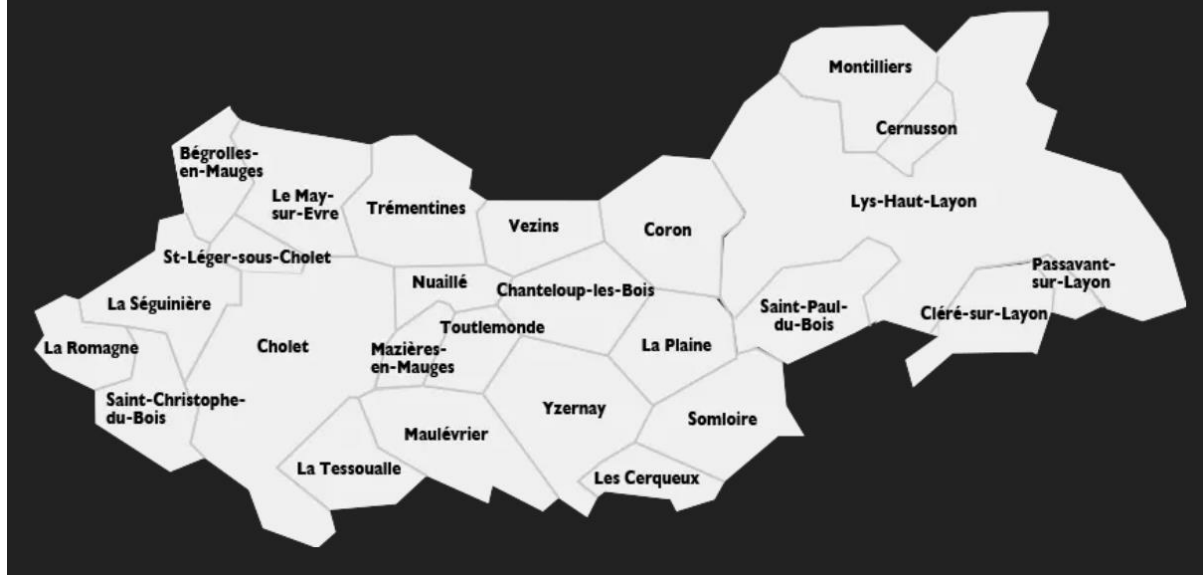 Montilliers
Cernusson
Bégrolles-
en-Mauges
Le May-
sur-Evre
Trémentines
Lys-Haut-Layon
Vezins
Coron
St-Léger-sous-Cholet
Passavant-
sur-Layon
Nuaillé
Chanteloup-les-Bois
La Séguinière
Saint-Paul-
du-Bois
Cléré-sur-Layon
Toutlemonde
La Romagne
Cholet
Mazières-
en-Mauges
La Plaine
Saint-Christophe-
du-Bois
Yzernay
Somloire
Maulévrier
La Tessoualle
Les Cerqueux